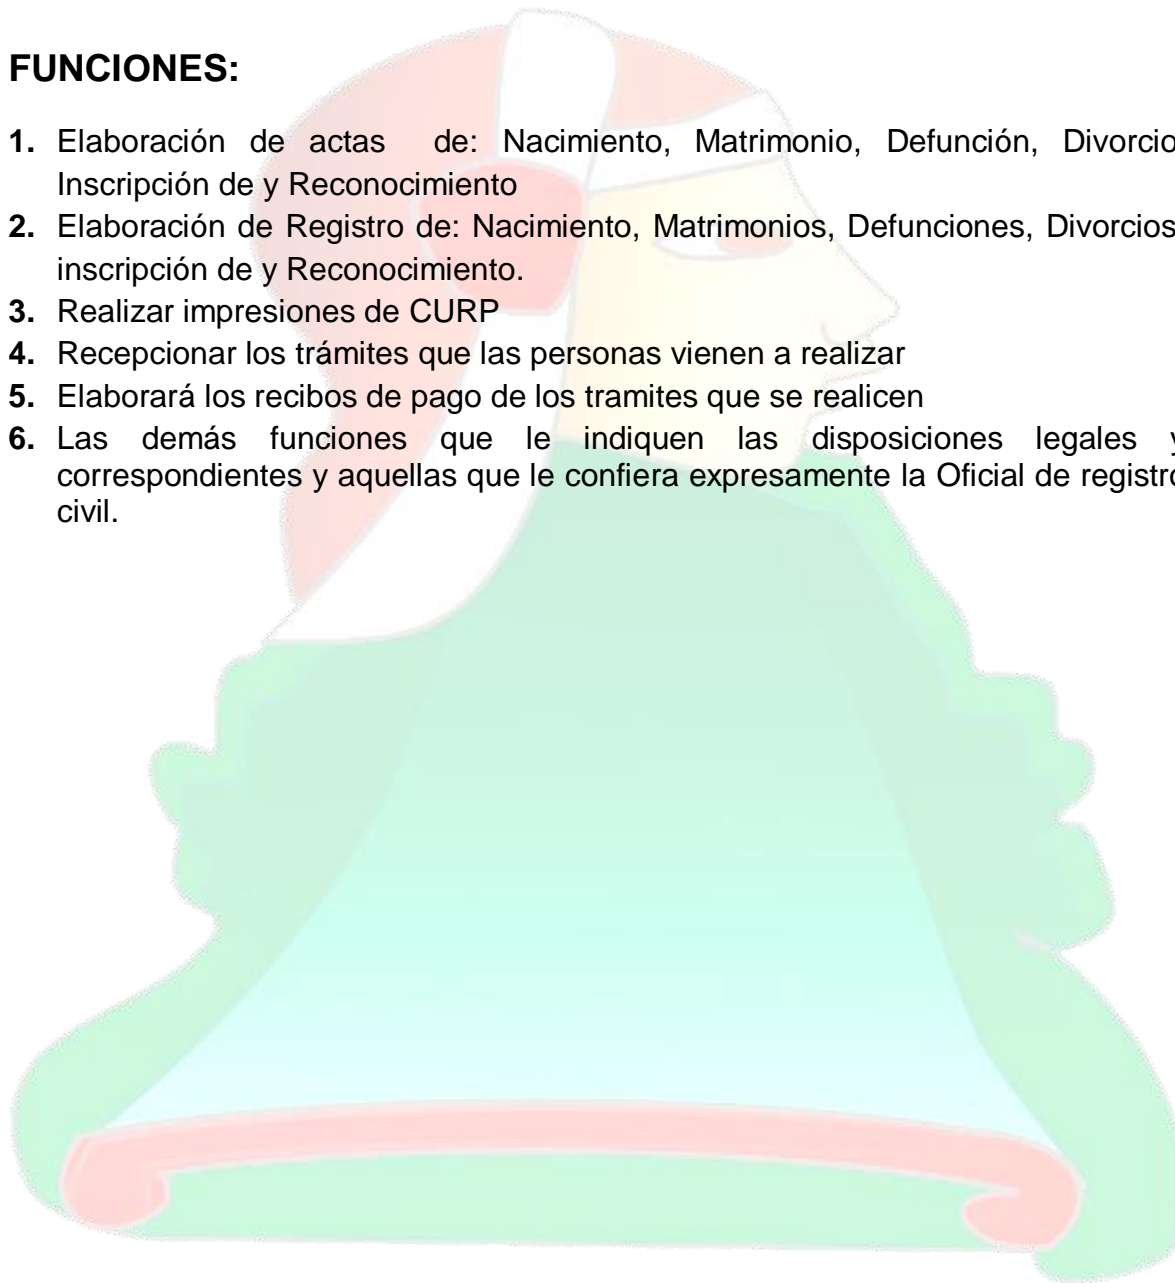 FUNCIONES:
1. Elaboración de actas de: Nacimiento, Matrimonio, Defunción, Divorcio
Inscripción de y Reconocimiento
2. Elaboración de Registro de: Nacimiento, Matrimonios, Defunciones, Divorcios
inscripción de y Reconocimiento.
3. Realizar impresiones de CURP
4. Recepcionar los trámites que las personas vienen a realizar
5. Elaborará los recibos de pago de los tramites que se realicen
6. Las demás funciones que le indiquen las disposiciones legales y
correspondientes y aquellas que le confiera expresamente la Oficial de registro
civil.